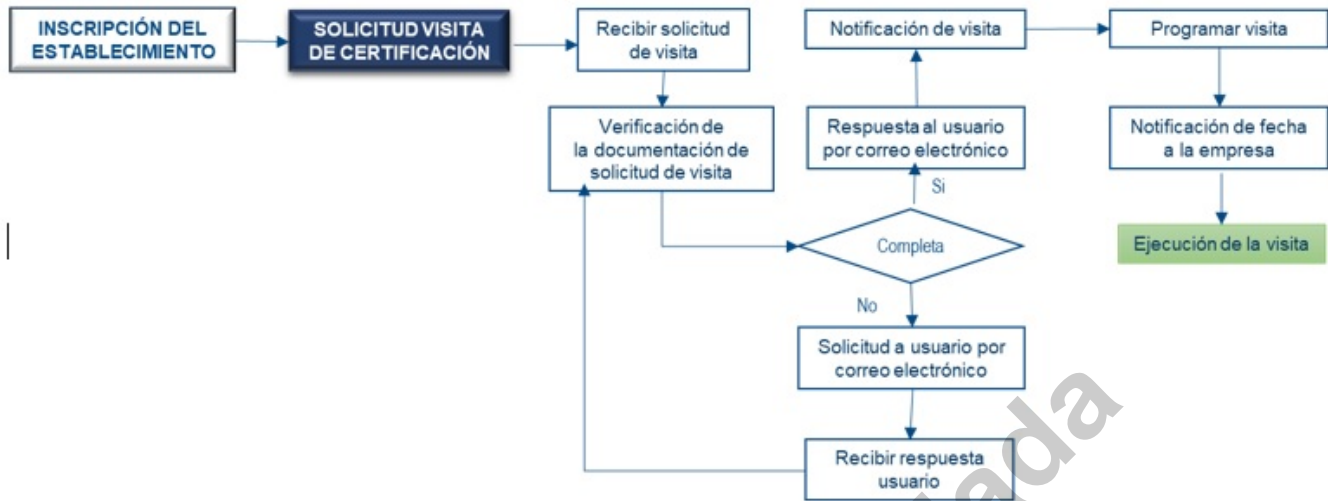 INSCRIPCIÓN DEL
ESTABLECIMIENTO
SOLICITUD VISITA
DE CERTIFICACIÓN
Recibir solicitud
de visita
Notificación de visita
Programar visita
Verificación de
la documentación de
solicitud de visita
Respuesta al usuario
por correo electrónico
Notificación de fecha
a la empresa
Si
Completa
Ejecución de la visita
No
Solicitud a usuario por
correo electrónico
Recibir respuesta
usuario